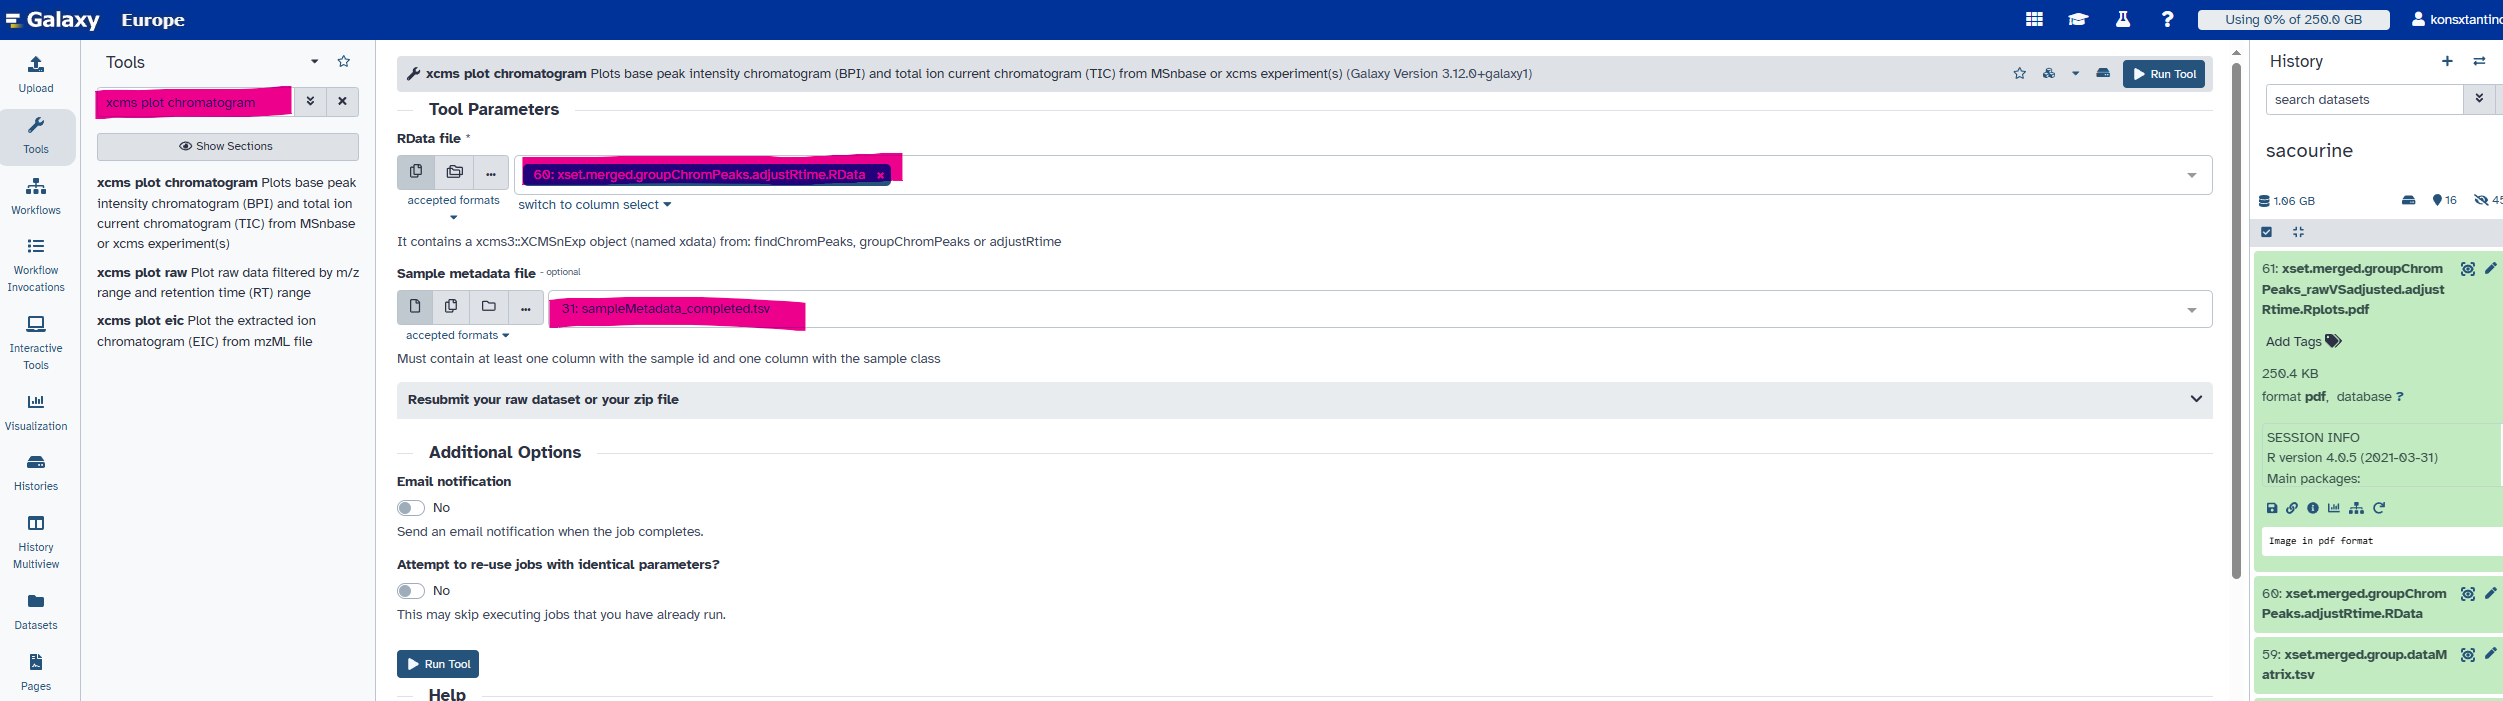 Galaxy Europe
Using 0% of 250.0 GB
konsxtantino
Upload
Tools
Workflows
Workflow
Invocations
Interactive
Tools
Visualization
Histories
History
Multiview
Datasets
Pages
Tools
xcms plot chromatogram
Show Sections
xcms plot chromatogram Plots base peak
intensity chromatogram (BPI) and total ion
current chromatogram (TIC) from MSnbase
or xcms experiment(s)
xcms plot raw Plot raw data filtered by m/z
range and retention time (RT) range
xcms plot eic Plot the extracted ion
chromatogram (EIC) from mzML file
xcms plot chromatogram Plots base peak intensity chromatogram (BPI) and total ion current chromatogram (TIC) from MSnbase or xcms experiment(s) (Galaxy Version 3.12.0+galaxy1)
Run Tool
Tool Parameters
RData file *
60: xset.merged.groupChromPeaks.adjustRtime.RData ×
accepted formats
switch to column select
It contains a xcms3::XCMSnExp object (named xdata) from: findChromPeaks, groupChromPeaks or adjustRtime
Sample metadata file - optional
31: sampleMetadata_completed.tsv
accepted formats
Must contain at least one column with the sample id and one column with the sample class
Resubmit your raw dataset or your zip file
Additional Options
Email notification
No
Send an email notification when the job completes.
Attempt to re-use jobs with identical parameters?
No
This may skip executing jobs that you have already run.
Run Tool
Help
History
search datasets
sacourine
1.06 GB
16
45
61: xset.merged.groupChrom
Peaks_rawVSadjusted.adjust
Rtime.Rplots.pdf
Add Tags
250.4 KB
format pdf, database ?
SESSION INFO
R version 4.0.5 (2021-03-31)
Main packages:
Image in pdf format
60: xset.merged.groupChrom
Peaks.adjustRtime.RData
59: xset.merged.group.dataM
atrix.tsv